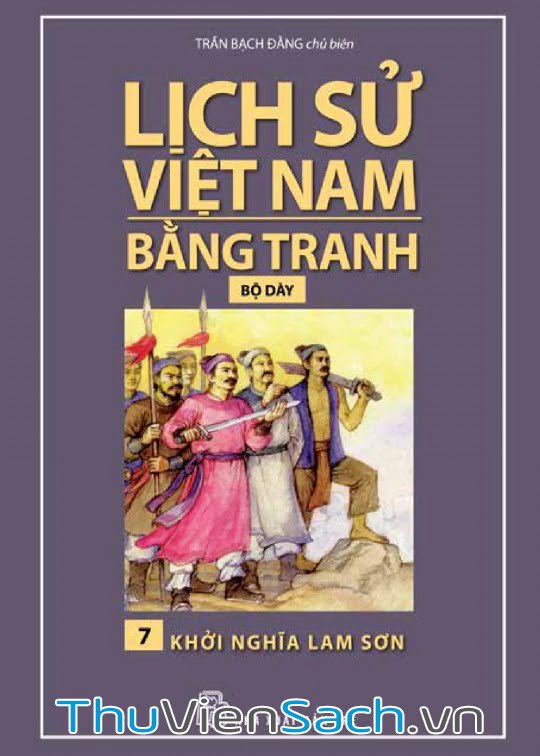 TRẦN BẠCH ĐẰNG chủ biên
LỊCH SỬ
VIỆT NAM
BẰNG TRANH
BỘ DÀY
7 KHỞI NGHĨA LAM SƠN
ThuVienSach.vn